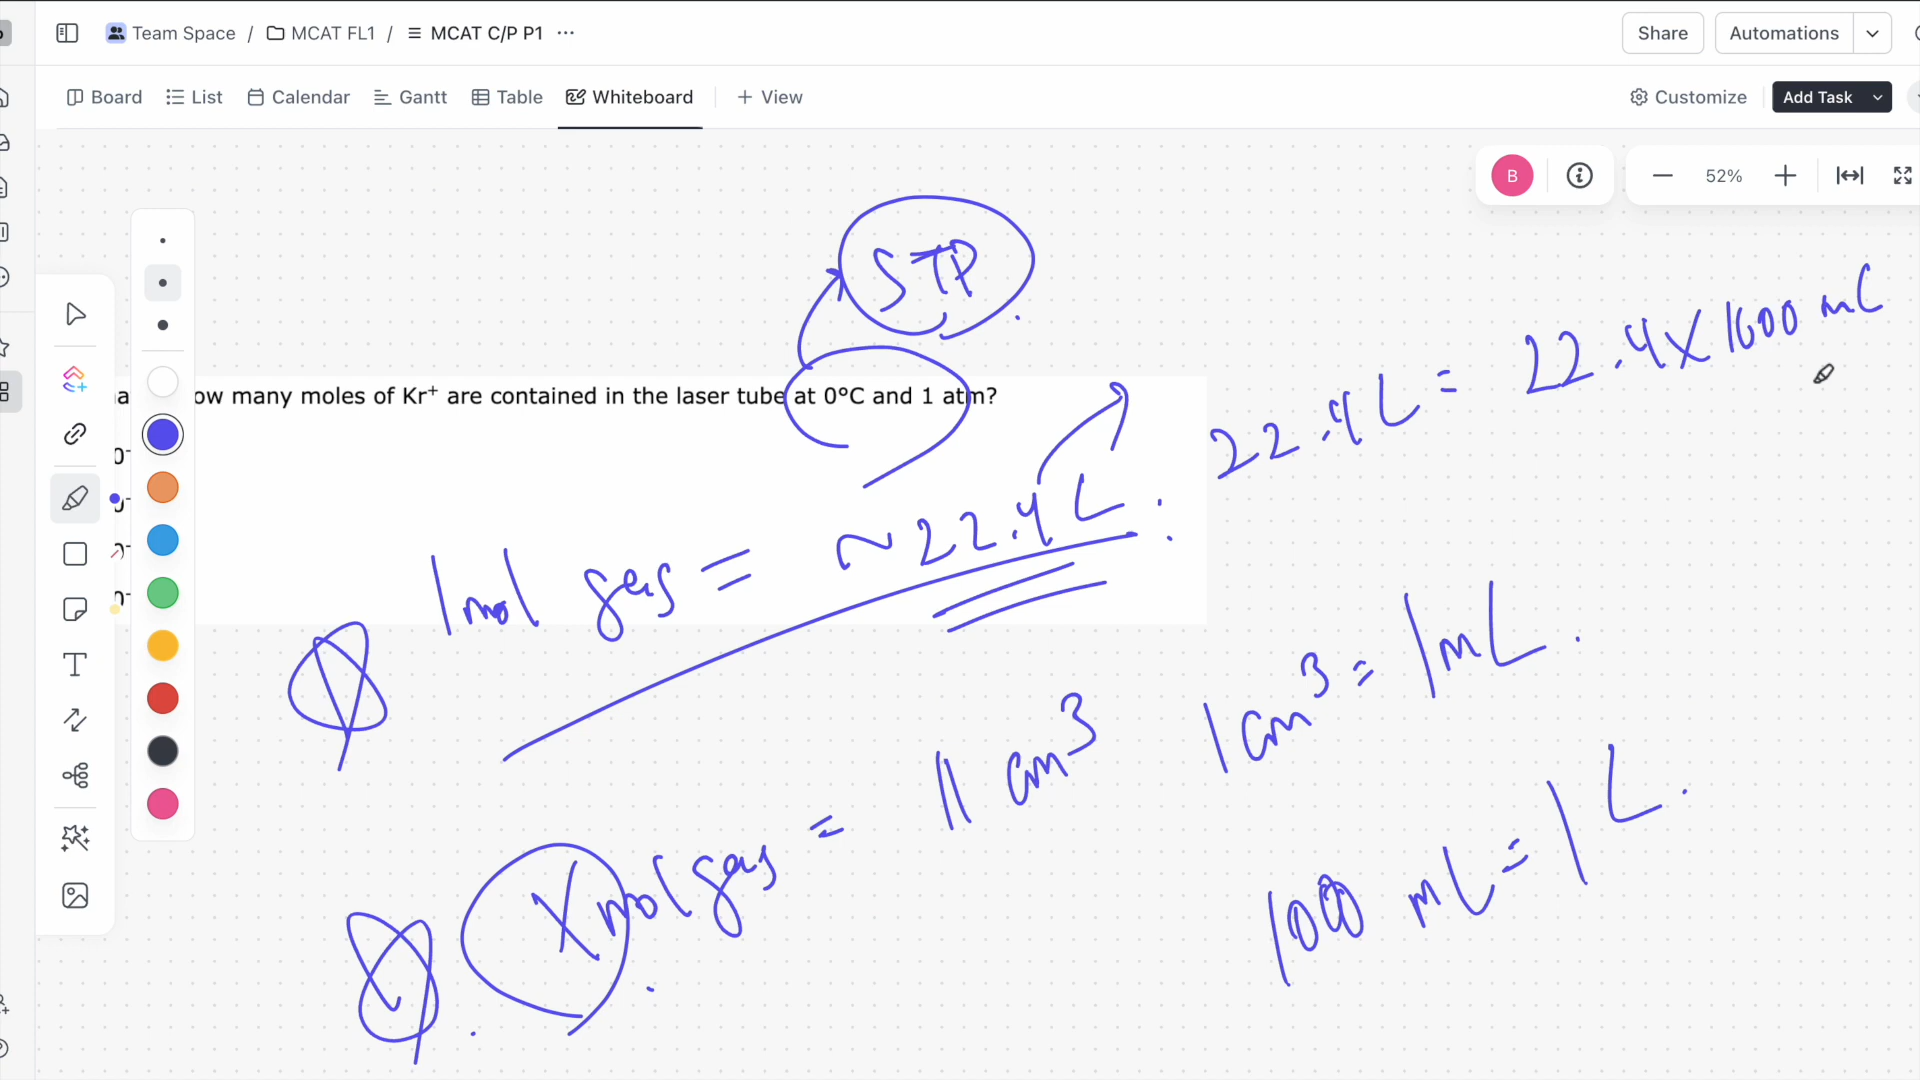 Team Space / MCAT FL1 / MCAT C/P P1 ...
Share
Automations
Board
List
Calendar
Gantt
Table
Whiteboard
+ View
Customize
Add Task
B
52%
STP
ow many moles of Kr⁺ are contained in the laser tube at 0°C and 1 atm?
22.4 L = 22.4 X 1000 mL
1 mol gas = ~22.4 L
1 cm³ = 1 mL
X mol gas = 11 cm³
1000 mL = 1 L
T